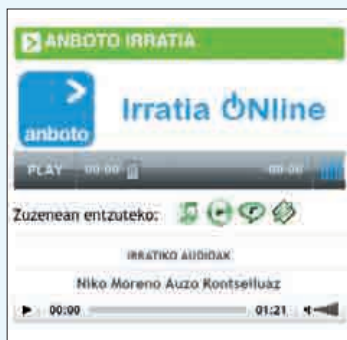 ANBOTO IRRATIA
anboto
Irratia ONline
PLAY 00:00 -00:00
Zuzenean entzuteko:
IRRATIKO AUDIOAK
Niko Moreno Auzo Kontseiluaz
00:00 01:21